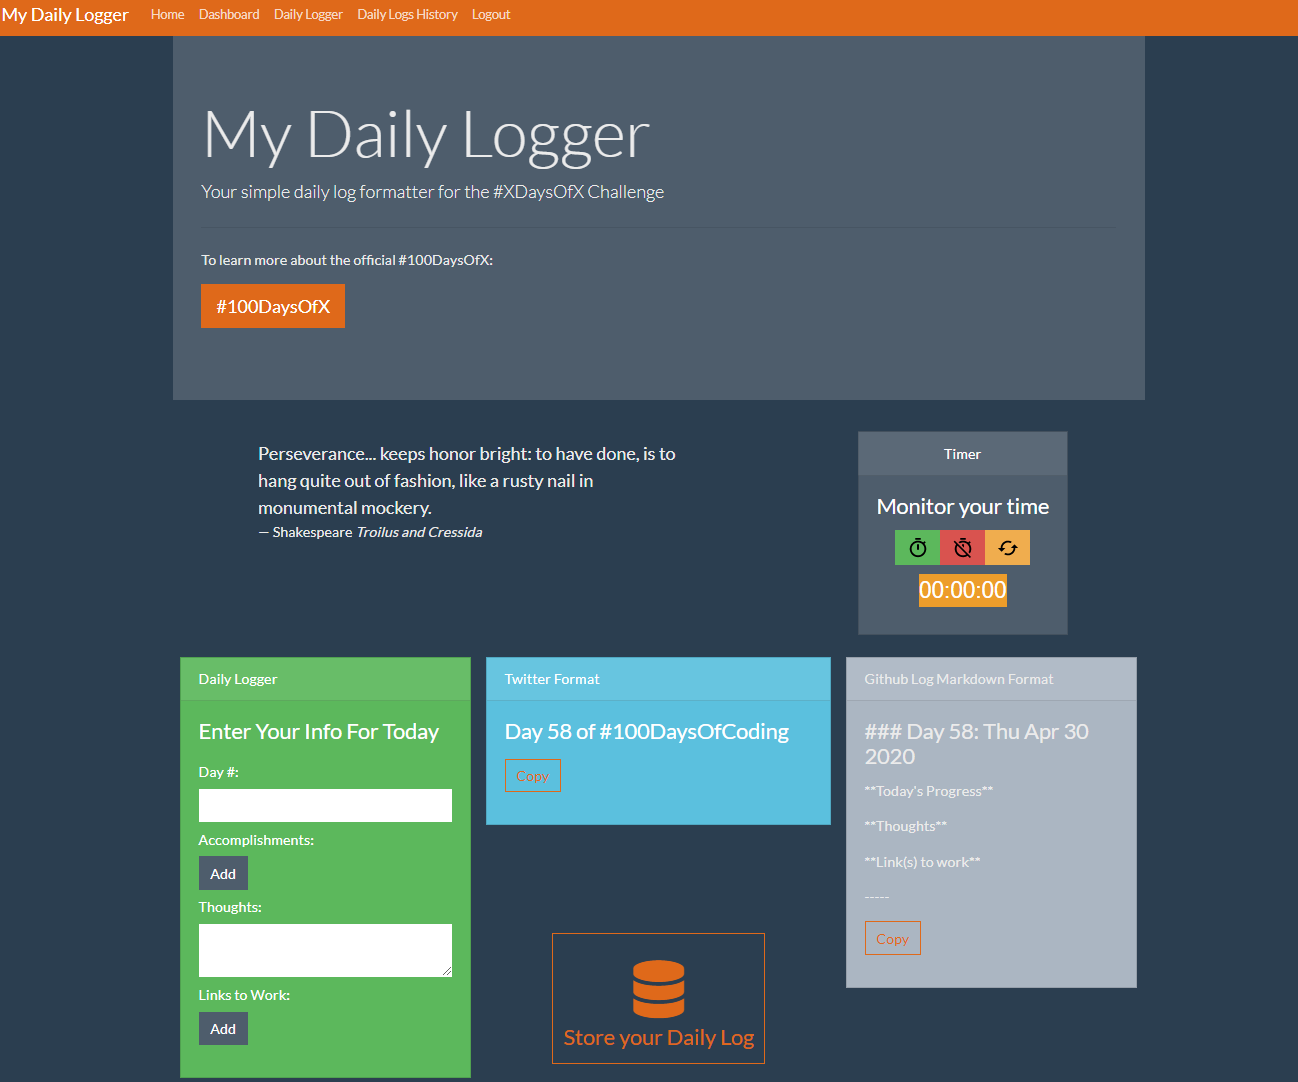 My Daily Logger Home Dashboard Daily Logger Daily Logs History Logout
My Daily Logger
Your simple daily log formatter for the #XDaysOfX Challenge
To learn more about the official #100DaysOfX:
#100DaysOfX
Perseverance... keeps honor bright: to have done, is to
hang quite out of fashion, like a rusty nail in
monumental mockery.
— Shakespeare Troilus and Cressida
Timer
Monitor your time
00:00:00
Daily Logger
Enter Your Info For Today
Day #:
Accomplishments:
Add
Thoughts:
Links to Work:
Add
Twitter Format
Day 58 of #100DaysOfCoding
Copy
Store your Daily Log
Github Log Markdown Format
### Day 58: Thu Apr 30
2020
**Today's Progress**
**Thoughts**
**Link(s) to work**
-----
Copy